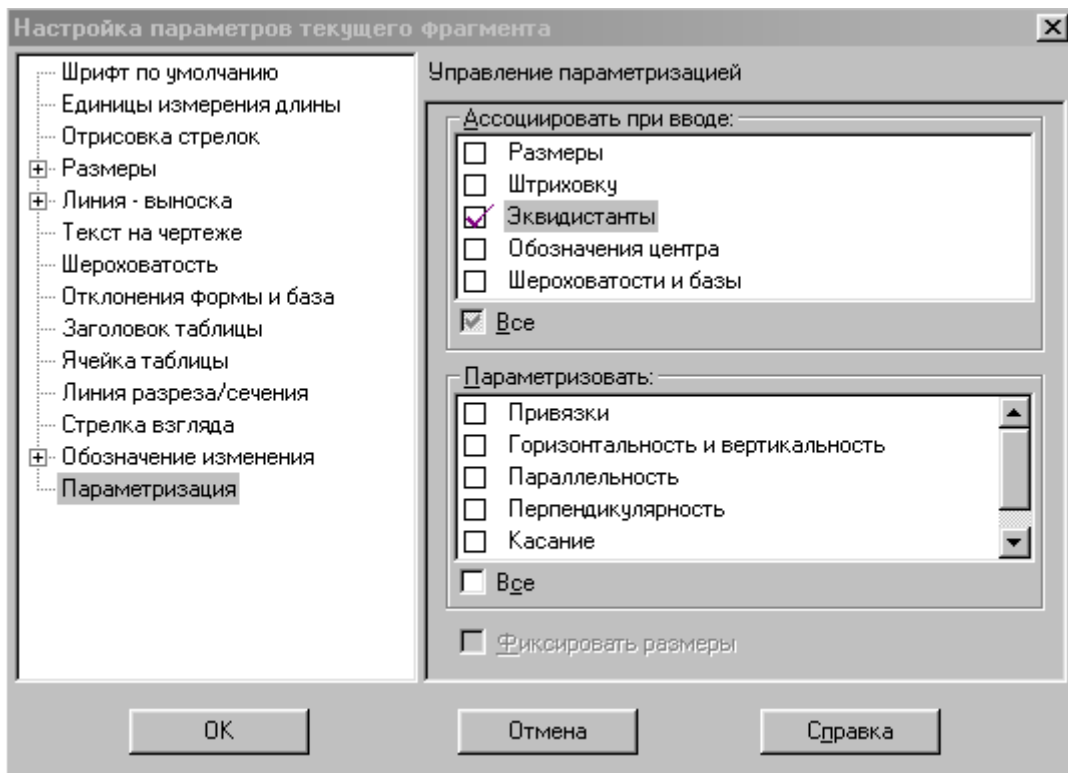 Настройка параметров текущего фрагмента
Шрифт по умолчанию
Единицы измерения длины
Отрисовка стрелок
Размеры
Линия - выноска
Текст на чертеже
Шероховатость
Отклонения формы и база
Заголовок таблицы
Ячейка таблицы
Линия разреза/сечения
Стрелка взгляда
Обозначение изменения
Параметризация
Управление параметризацией
Ассоциировать при вводе:
Размеры
Штриховку
Эквидистанты
Обозначения центра
Шероховатости и базы
Все
Параметризовать:
Привязки
Горизонтальность и вертикальность
Параллельность
Перпендикулярность
Касание
Все
Фиксировать размеры
OK
Отмена
Справка